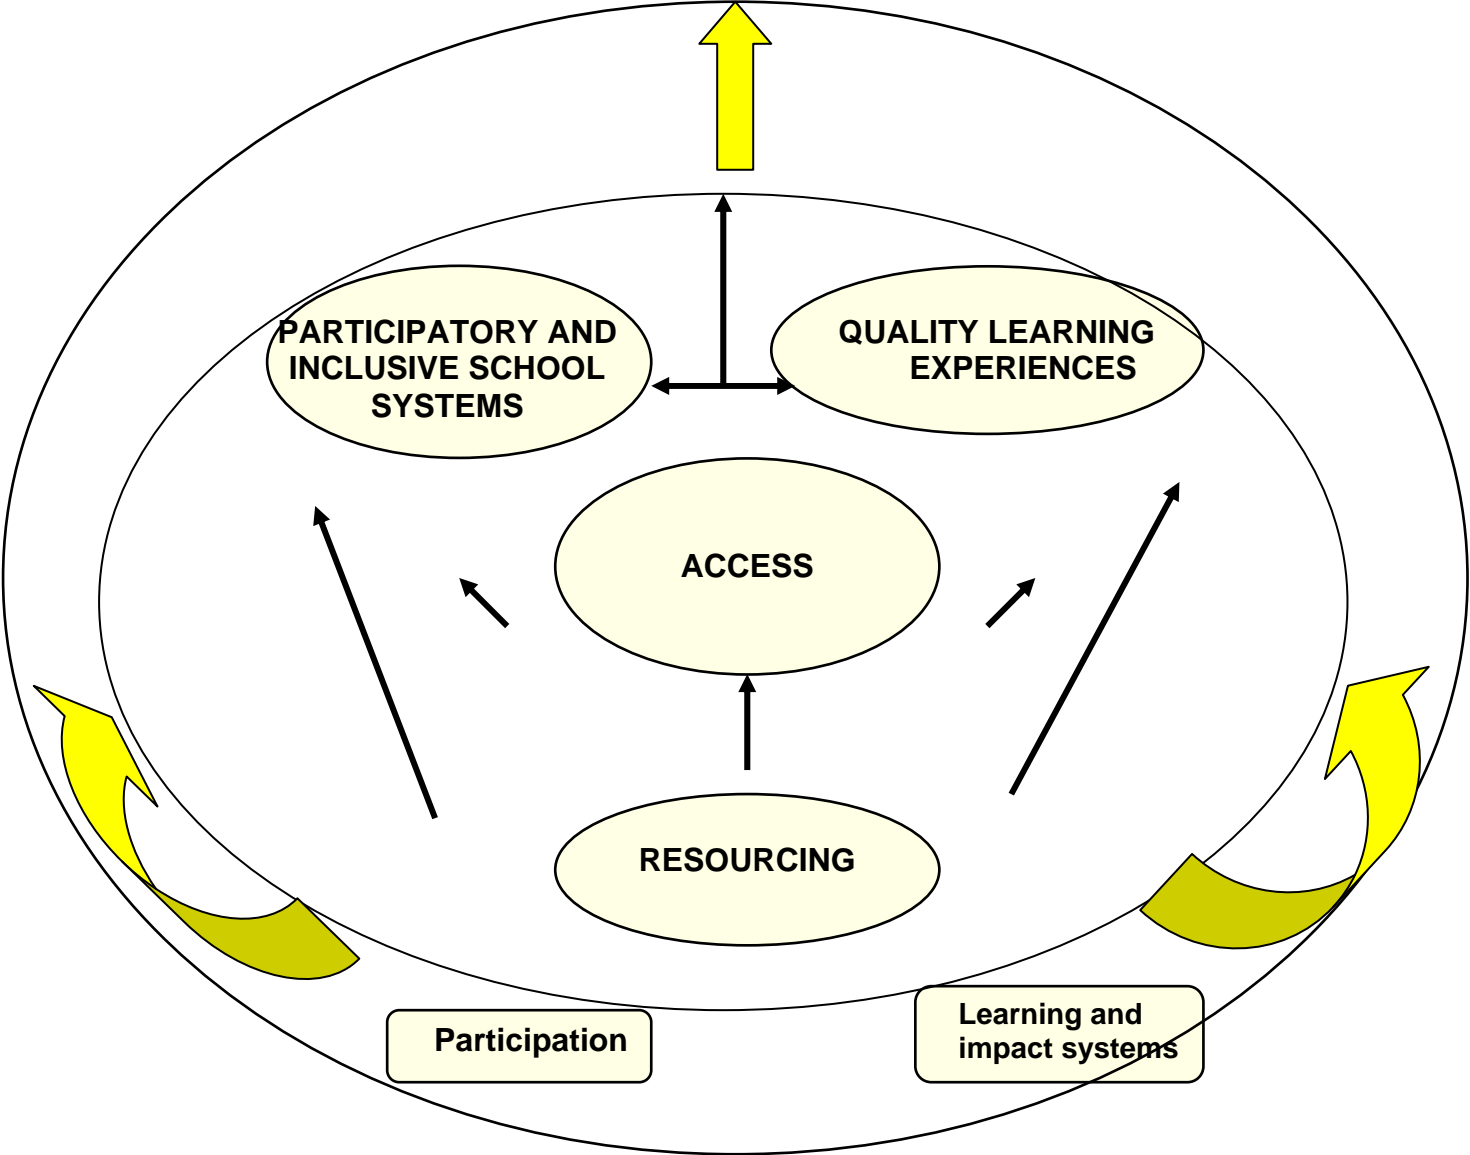 PARTICIPATORY AND
INCLUSIVE SCHOOL
SYSTEMS
QUALITY LEARNING
EXPERIENCES
ACCESS
RESOURCING
Participation
Learning and
impact systems